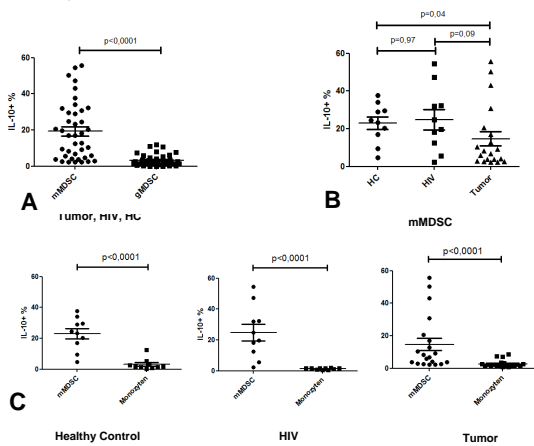 p<0,0001
IL-10+ %
60
40
20
0
mMDSC
gMDSC
A
Tumor, HIV, HC
p=0,04
p=0,97
p=0,09
IL-10+ %
60
40
20
0
HC
HIV
Tumor
B
mMDSC
p<0,0001
IL-10+ %
60
40
20
0
mMDSC
Monozyten
C
Healthy Control
p<0,0001
IL-10+ %
60
40
20
0
mMDSC
Monozyten
HIV
p<0,0001
IL-10+ %
60
40
20
0
mMDSC
Monozyten
Tumor